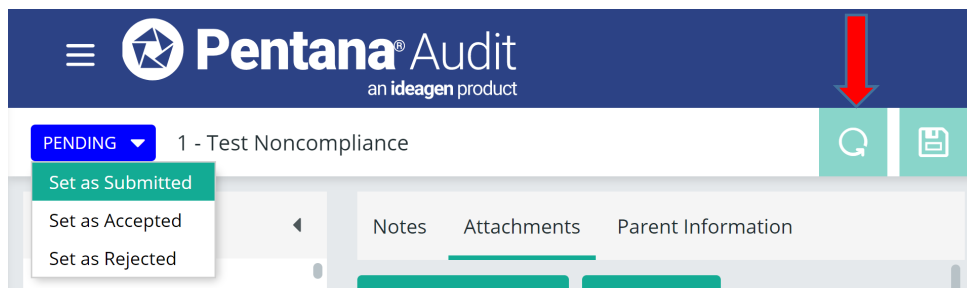 Pentana® Audit
an ideagen product
PENDING 1 - Test Noncompliance
Set as Submitted
Set as Accepted
Set as Rejected
Notes Attachments Parent Information